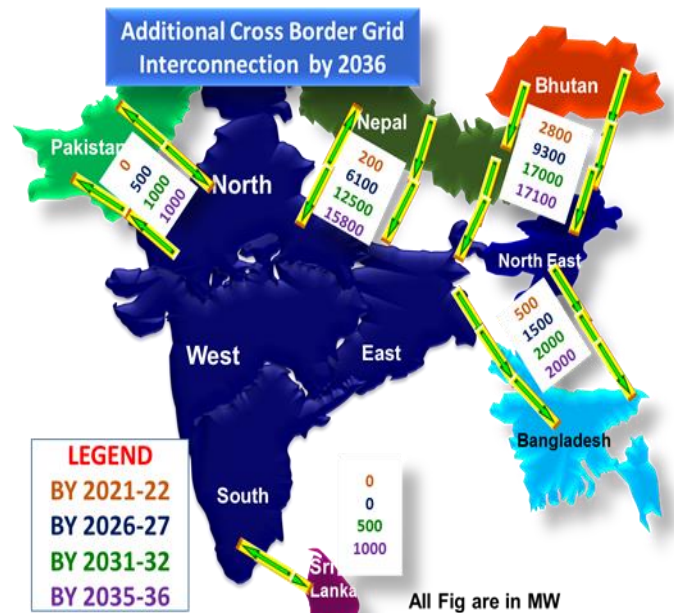 Additional Cross Border Grid
Interconnection by 2036
Bhutan
Nepal
Pakistan
2800
9300
17000
17100
0
500
1000
1000
200
6100
12500
15800
North
North East
500
1500
2000
2000
West
East
Bangladesh
LEGEND
BY 2021-22
BY 2026-27
BY 2031-32
BY 2035-36
South
0
0
500
1000
Sri
Lanka
All Fig are in MW